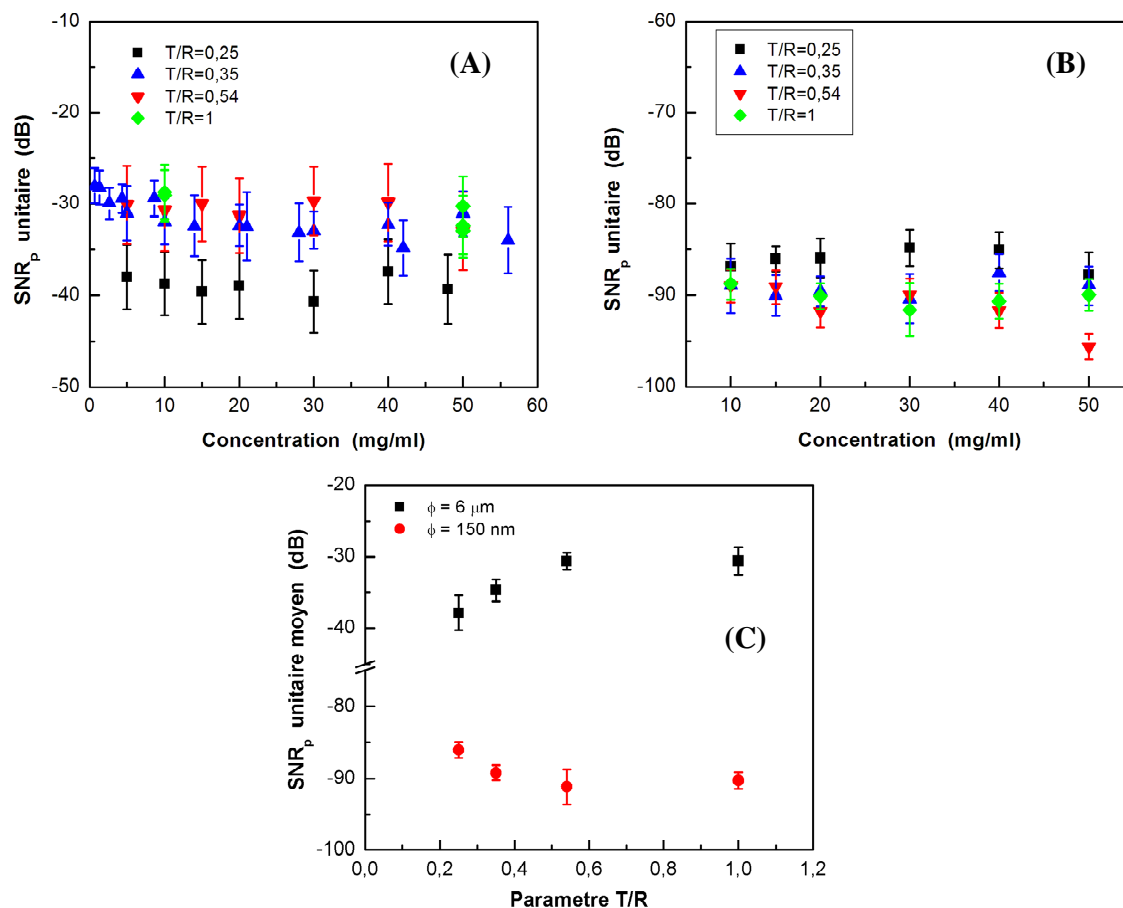 -10
-20
-30
-40
-50
SNRp unitaire (dB)
T/R=0,25
T/R=0,35
T/R=0,54
T/R=1
(A)
0 10 20 30 40 50 60
Concentration (mg/ml)
-60
-70
-80
-90
-100
SNRp unitaire (dB)
T/R=0,25
T/R=0,35
T/R=0,54
T/R=1
(B)
10 20 30 40 50
Concentration (mg/ml)
-20
-30
-40
-80
-90
-100
SNRp unitaire moyen (dB)
ϕ = 6 μm
ϕ = 150 nm
(C)
0,0 0,2 0,4 0,6 0,8 1,0 1,2
Parametre T/R